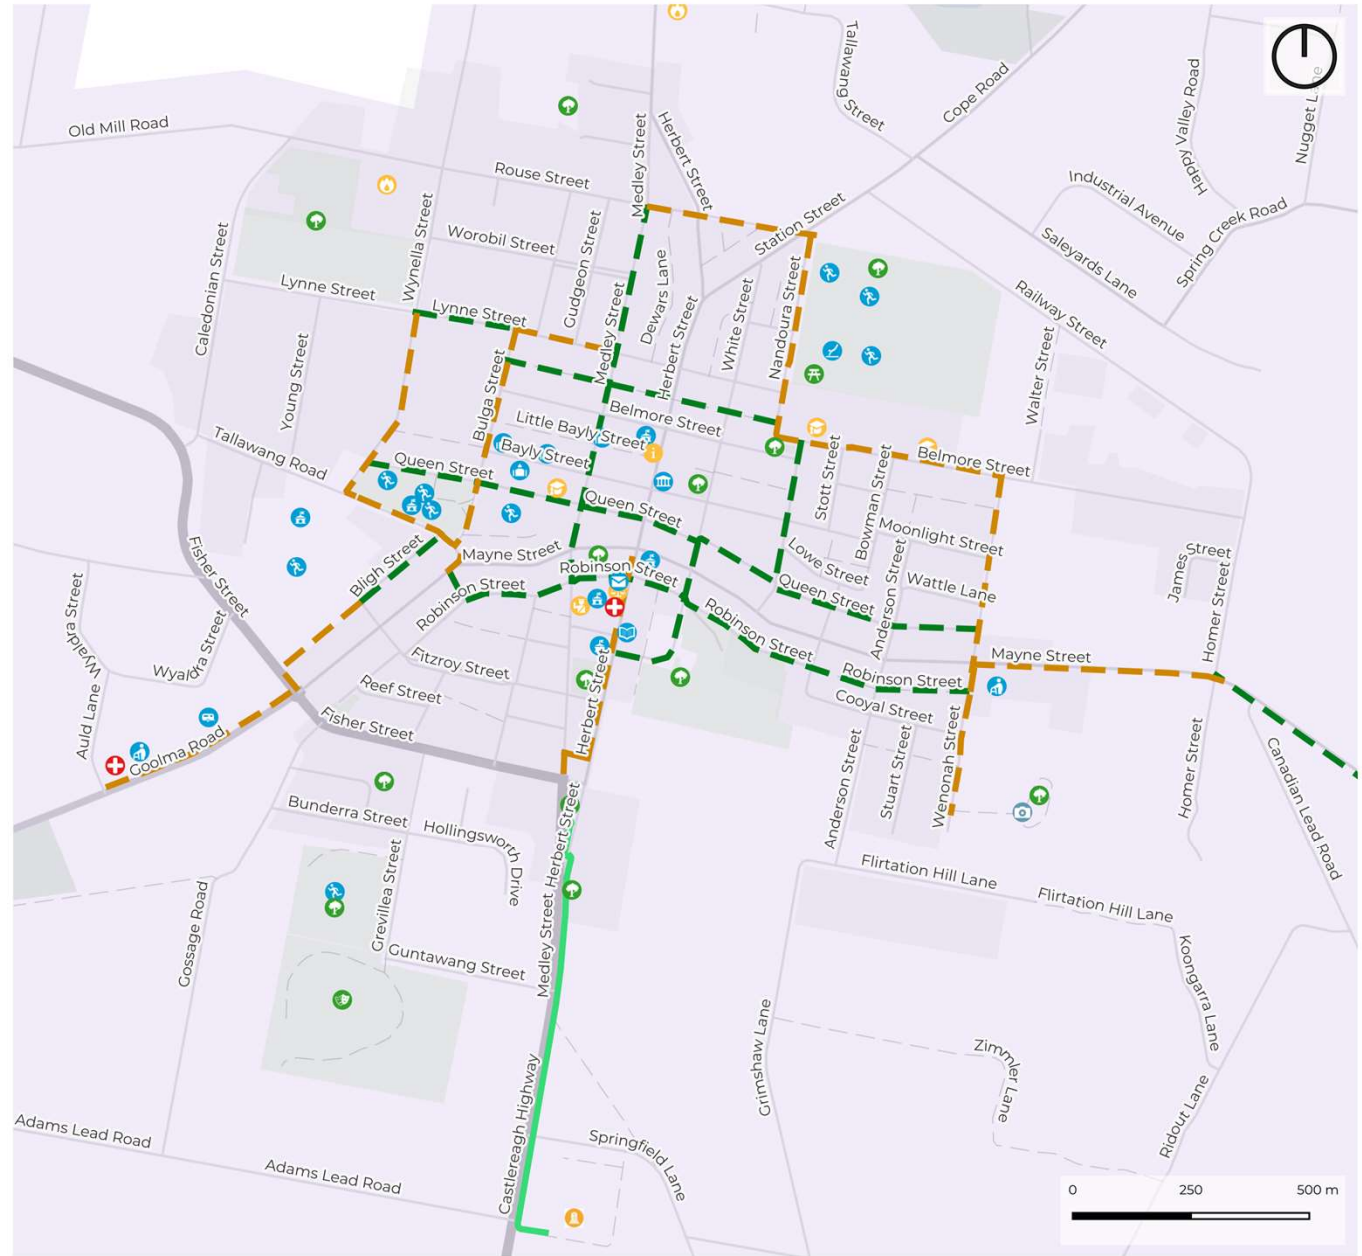 Tallawang Street
Cope Road
Happy Valley Road
Nugget Lane
Old Mill Road
Medley Street
Herbert Street
Rouse Street
Industrial Avenue
Station Street
Spring Creek Road
Saleyards Lane
Worobil Street
Gudgeon Street
Wynella Street
Caledonian Street
Lynne Street
Lynne Street
Dewars Lane
Herbert Street
White Street
Nandoura Street
Railway Street
Medley Street
Medley Street
Walter Street
Young Street
Bulga Street
Belmore Street
Little Bayly Street
Bayly Street
Tallawang Road
Queen Street
Belmore Street
Stott Street
Bowman Street
Queen Street
Moonlight Street
Mayne Street
Lowe Street
Wattle Lane
James Street
Homer Street
Bligh Street
Robinson Street
Robinson Street
Fisher Street
Queen Street
Anderson Street
Robinson Street
Wyaldra Street
Wyaldra Street
Fitzroy Street
Mayne Street
Robinson Street
Reef Street
Cooyal Street
Herbert Street
Auld Lane
Fisher Street
Goolma Road
Anderson Street
Stuart Street
Wenonah Street
Homer Street
Canadian Lead Road
Bunderra Street
Hollingsworth Drive
Herbert Street
Medley Street
Flirtation Hill Lane
Flirtation Hill Lane
Grevillea Street
Gossage Road
Guntawang Street
Koongarra Lane
Grimshaw Lane
Zimmler Lane
Castlereagh Highway
Ridout Lane
Adams Lead Road
Springfield Lane
Adams Lead Road
0 250 500 m